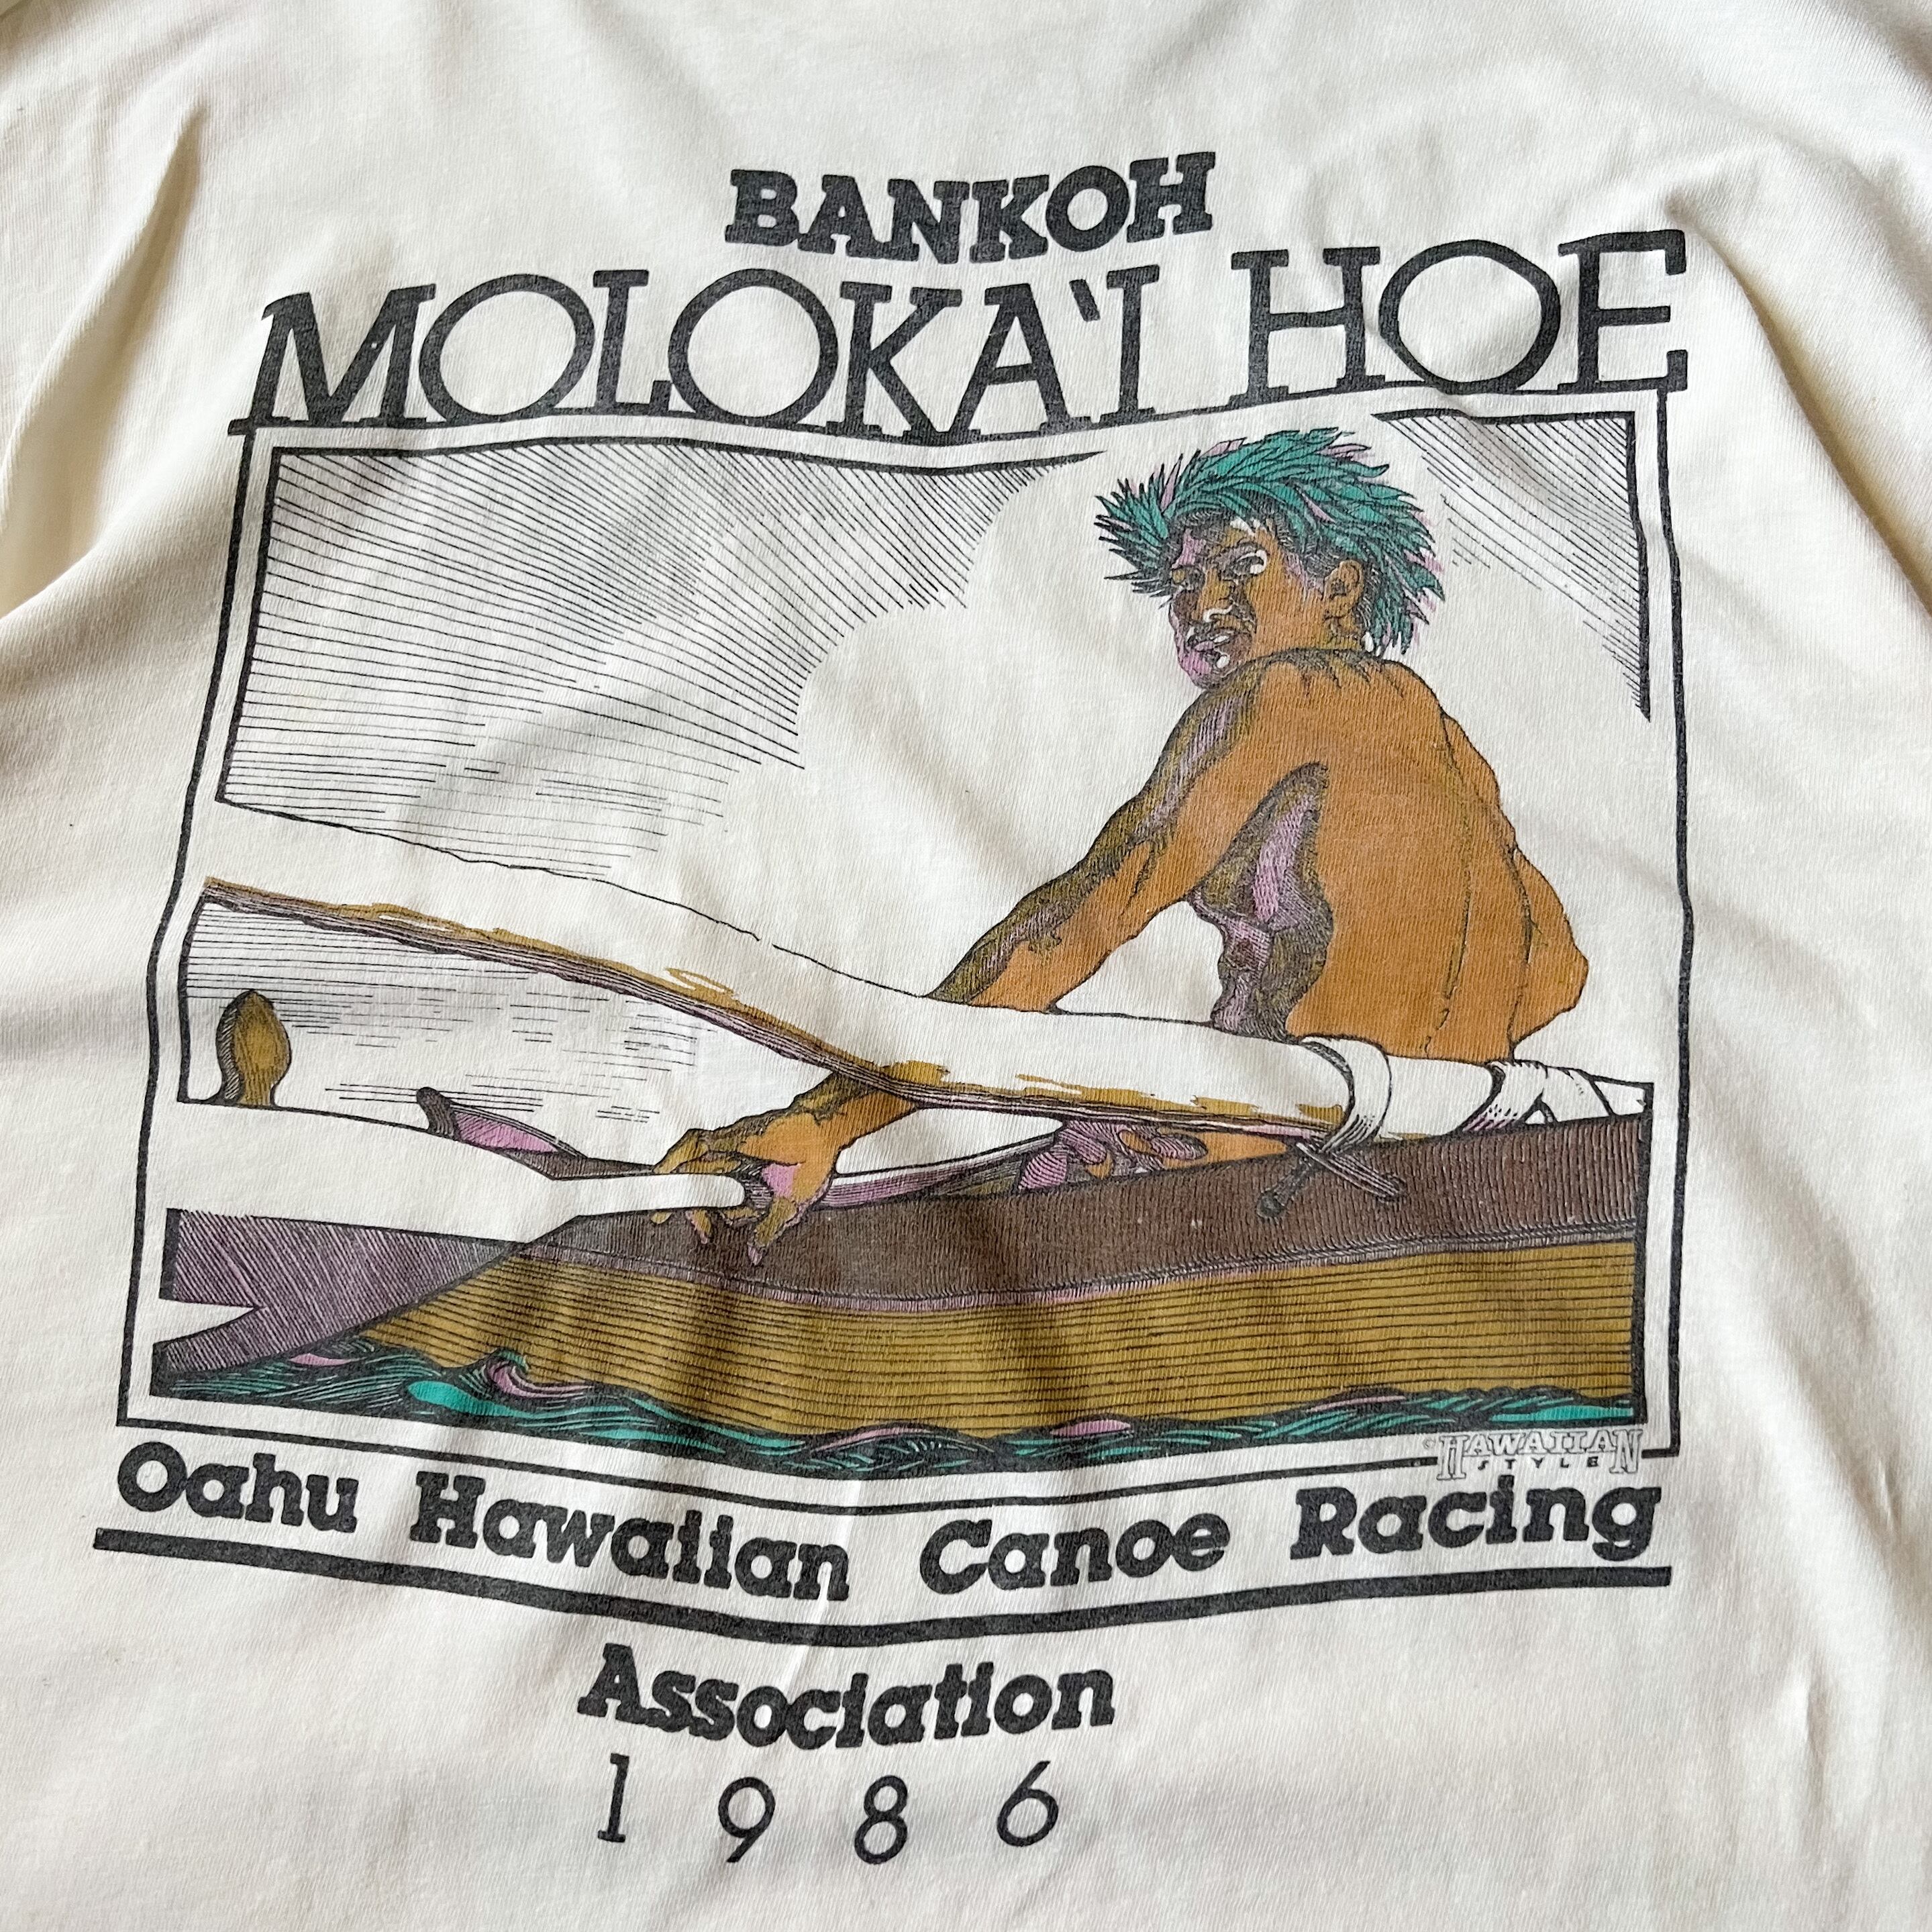 BANKOH
MOLOKA'I HOE
© HAWAIIAN
STYLE
Oahu Hawaiian Canoe Racing
Association
1986